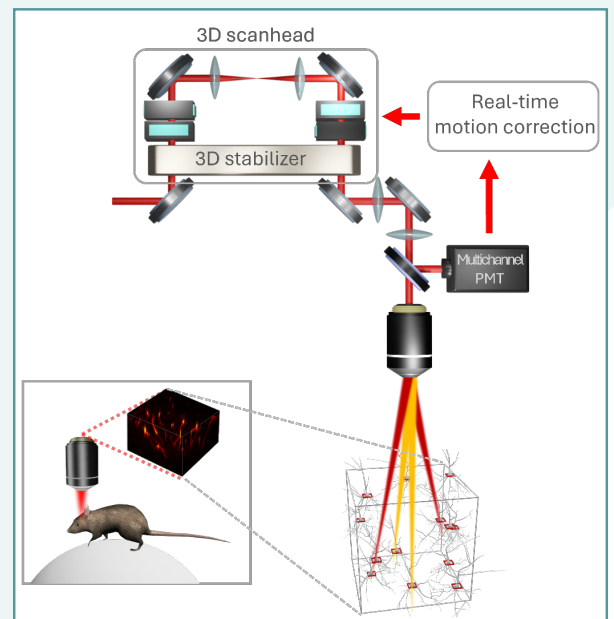 3D scanhead
Real-time
motion correction
3D stabilizer
Multichannel
PMT